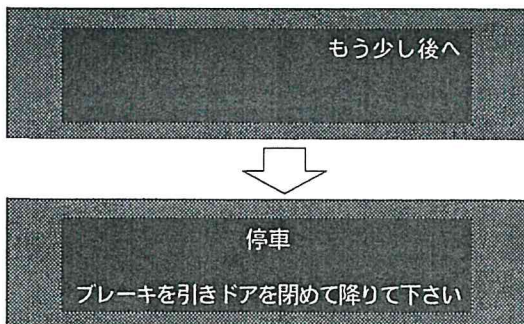 もう少し後へ
停車
ブレーキを引きドアを閉めて降りて下さい